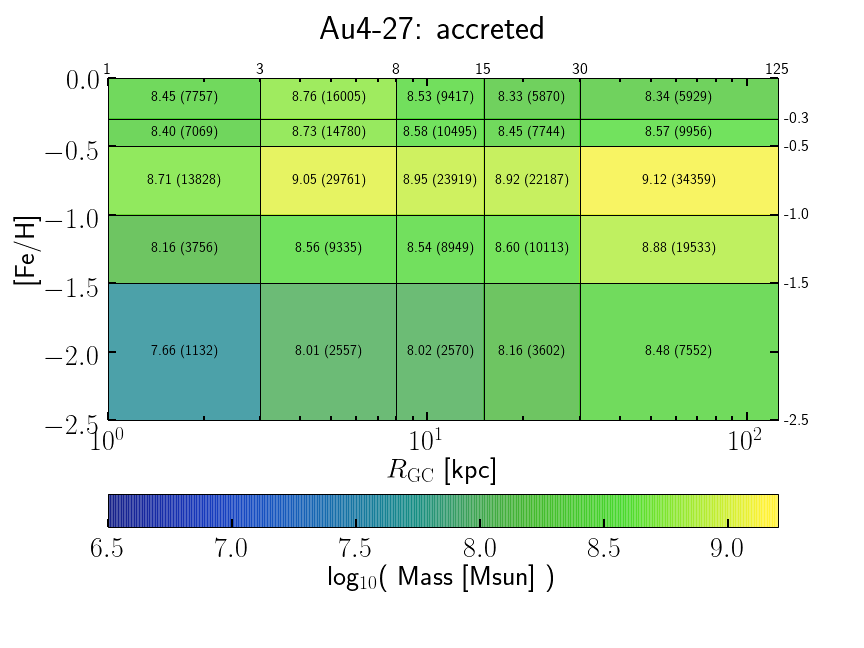 Au4-27: accreted
1 3 8 15 30 125
0.0
8.45 (7757) 8.76 (16005) 8.53 (9417) 8.33 (5870) 8.34 (5929)
-0.3
8.40 (7069) 8.73 (14780) 8.58 (10495) 8.45 (7744) 8.57 (9956)
−0.5 -0.5
8.71 (13828) 9.05 (29761) 8.95 (23919) 8.92 (22187) 9.12 (34359)
−1.0 -1.0
[Fe/H]
8.16 (3756) 8.56 (9335) 8.54 (8949) 8.60 (10113) 8.88 (19533)
−1.5 -1.5
−2.0 7.66 (1132) 8.01 (2557) 8.02 (2570) 8.16 (3602) 8.48 (7552)
−2.5 -2.5
10⁰ 10¹ 10²
R_GC [kpc]
6.5 7.0 7.5 8.0 8.5 9.0
log₁₀( Mass [Msun] )